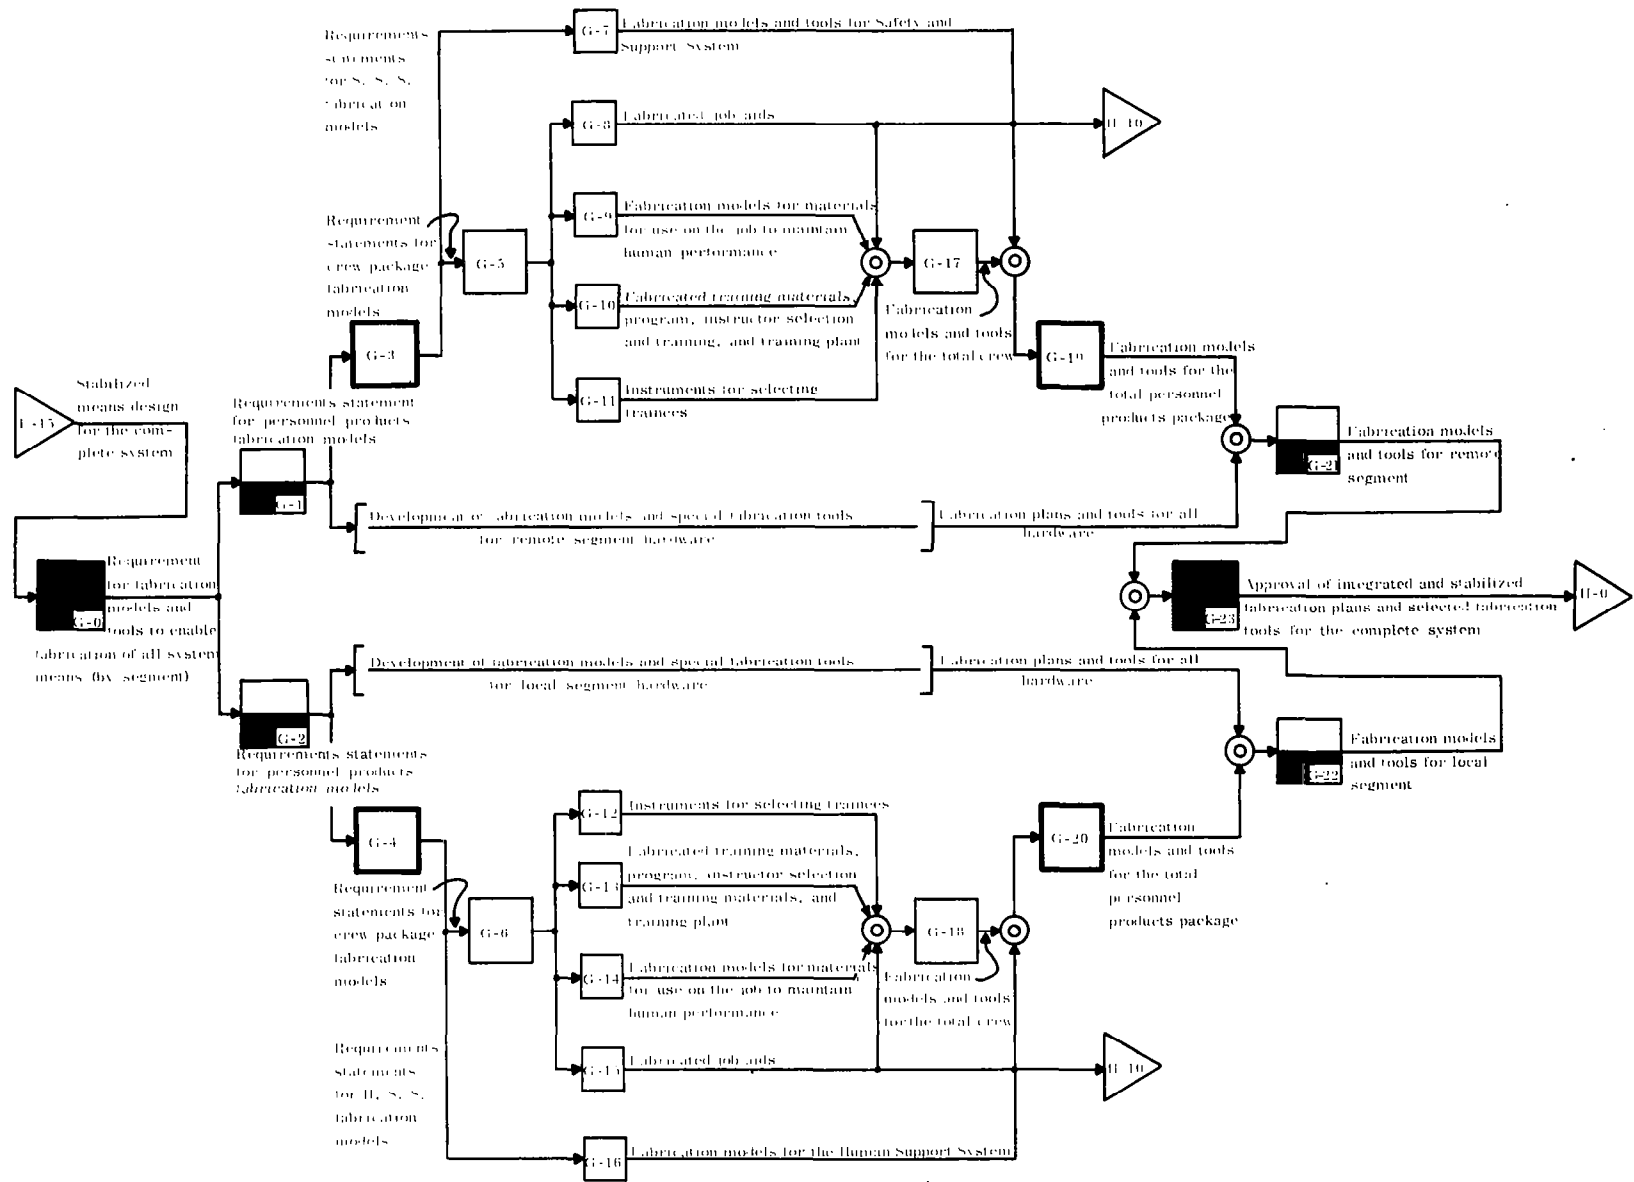 Requirements
statements
for S. S. S.
fabrication
models
G-7
Fabrication models and tools for Safety and
Support System
G-8
Fabricated job aids
Requirement
statements for
crew package
fabrication
models
G-5
G-9
Fabrication models for materials
for use on the job to maintain
human performance
G-17
G-10
Fabricated training materials,
program, instructor selection
and training, and training plant
Fabrication
models and tools
for the total crew
G-3
G-19
Fabrication models
and tools for the
total personnel
products package
G-11
Instruments for selecting
trainees
Stabilized
means design
for the com-
plete system
Requirements statement
for personnel products
fabrication models
G-1
G-21
Fabrication models
and tools for remote
segment
Development of fabrication models and special fabrication tools
for remote segment hardware
Fabrication plans and tools for all
hardware
G-0
Requirement
for fabrication
models and
tools to enable
fabrication of all system
means (by segment)
G-23
Approval of integrated and stabilized
fabrication plans and selected fabrication
tools for the complete system
H-0
Development of fabrication models and special fabrication tools
for local segment hardware
Fabrication plans and tools for all
hardware
G-2
Requirements statements
for personnel products
fabrication models
G-22
Fabrication models
and tools for local
segment
G-4
G-12
Instruments for selecting trainees
G-20
Fabrication
models and tools
for the total
personnel
products package
G-13
Fabricated training materials,
program, instructor selection
and training materials, and
training plant
Requirement
statements for
crew package
fabrication
models
G-6
G-18
G-14
Fabrication models for materials
for use on the job to maintain
human performance
Fabrication
models and tools
for the total crew
Requirements
statements
for H. S. S.
fabrication
models
G-15
Fabricated job aids
H-10
G-16
Fabrication models for the Human Support System